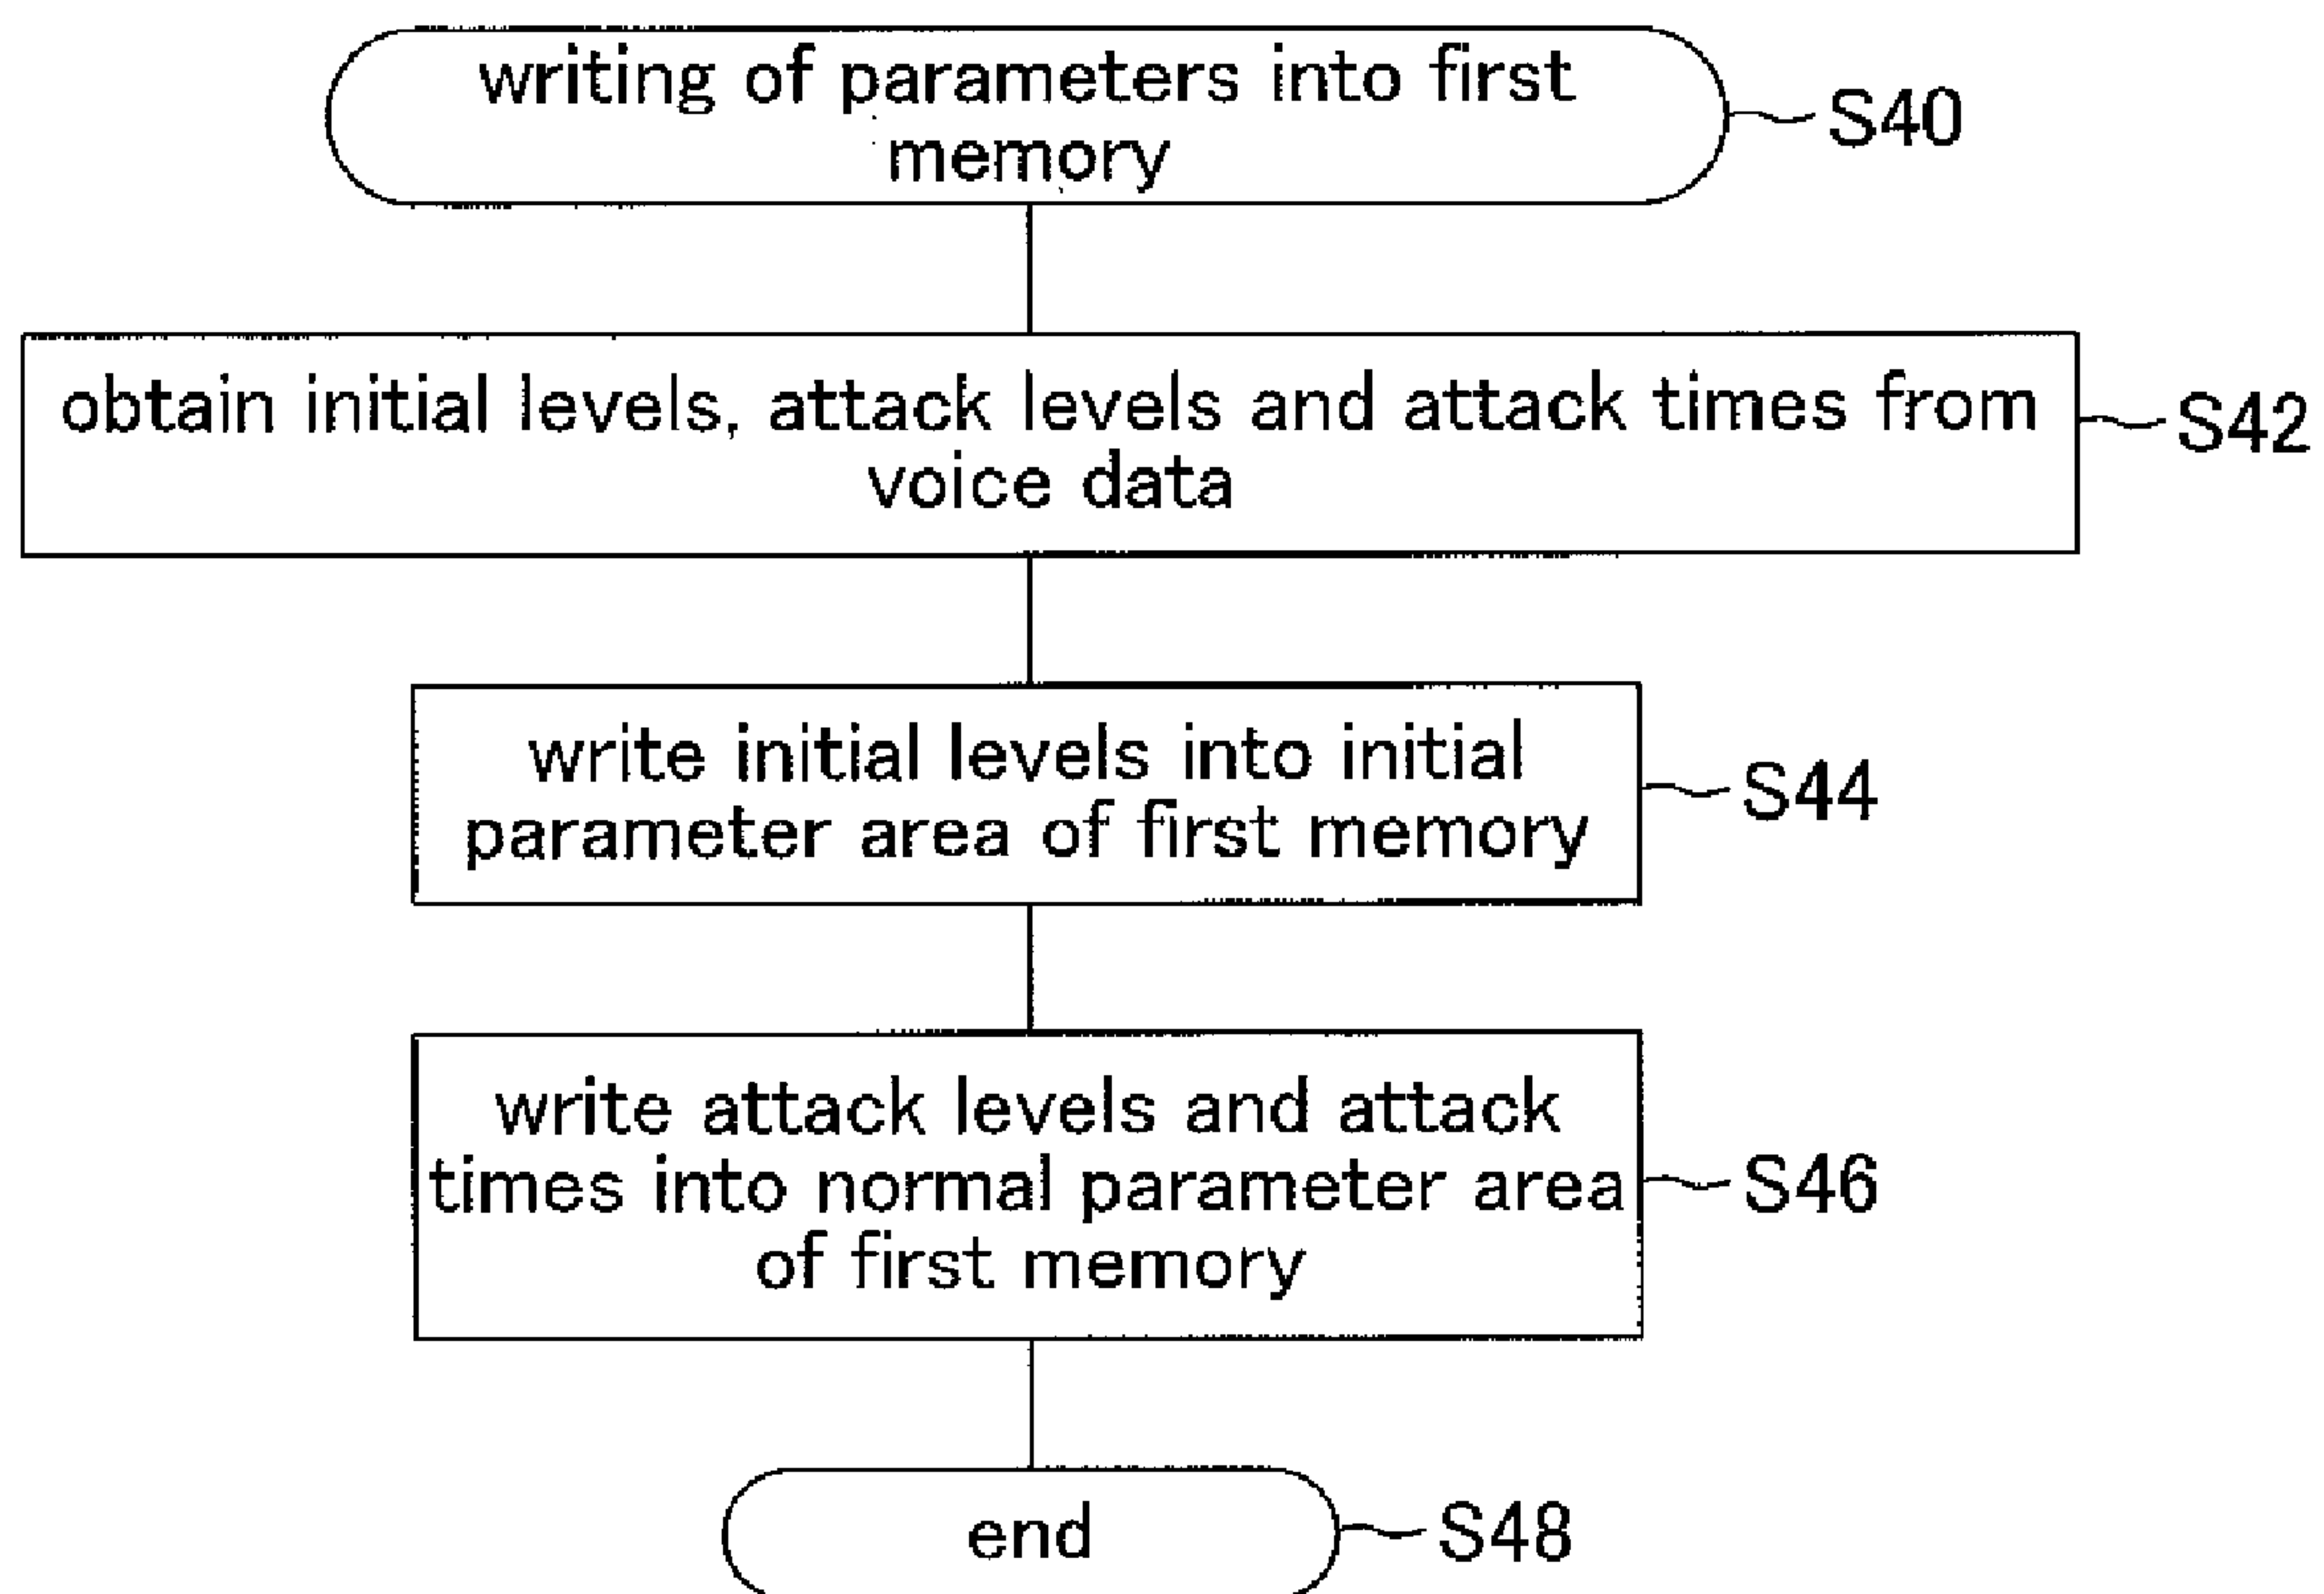 writing of parameters into first
memory
S40
obtain initial levels, attack levels and attack times from
voice data
S42
write initial levels into initial
parameter area of first memory
S44
write attack levels and attack
times into normal parameter area
of first memory
S46
end
S48